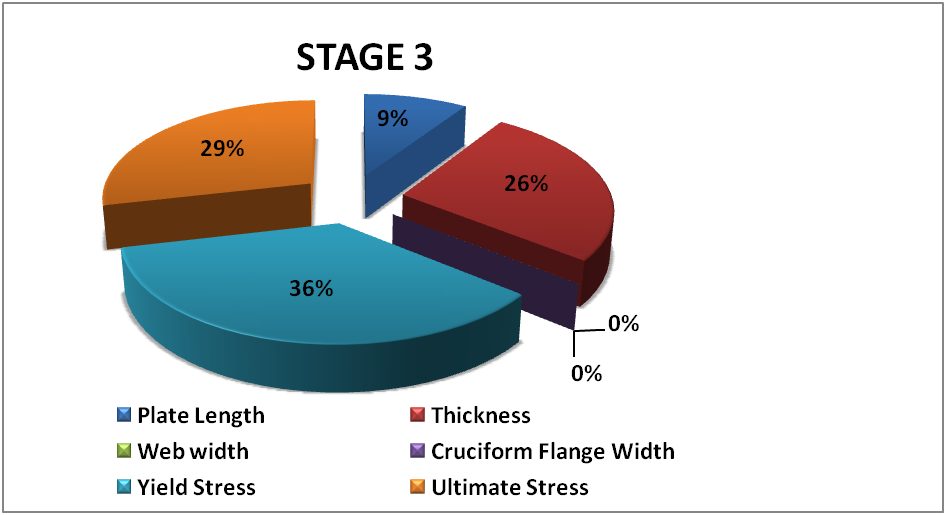 STAGE 3
9%
29%
26%
36%
0%
0%
Plate Length
Thickness
Web width
Cruciform Flange Width
Yield Stress
Ultimate Stress